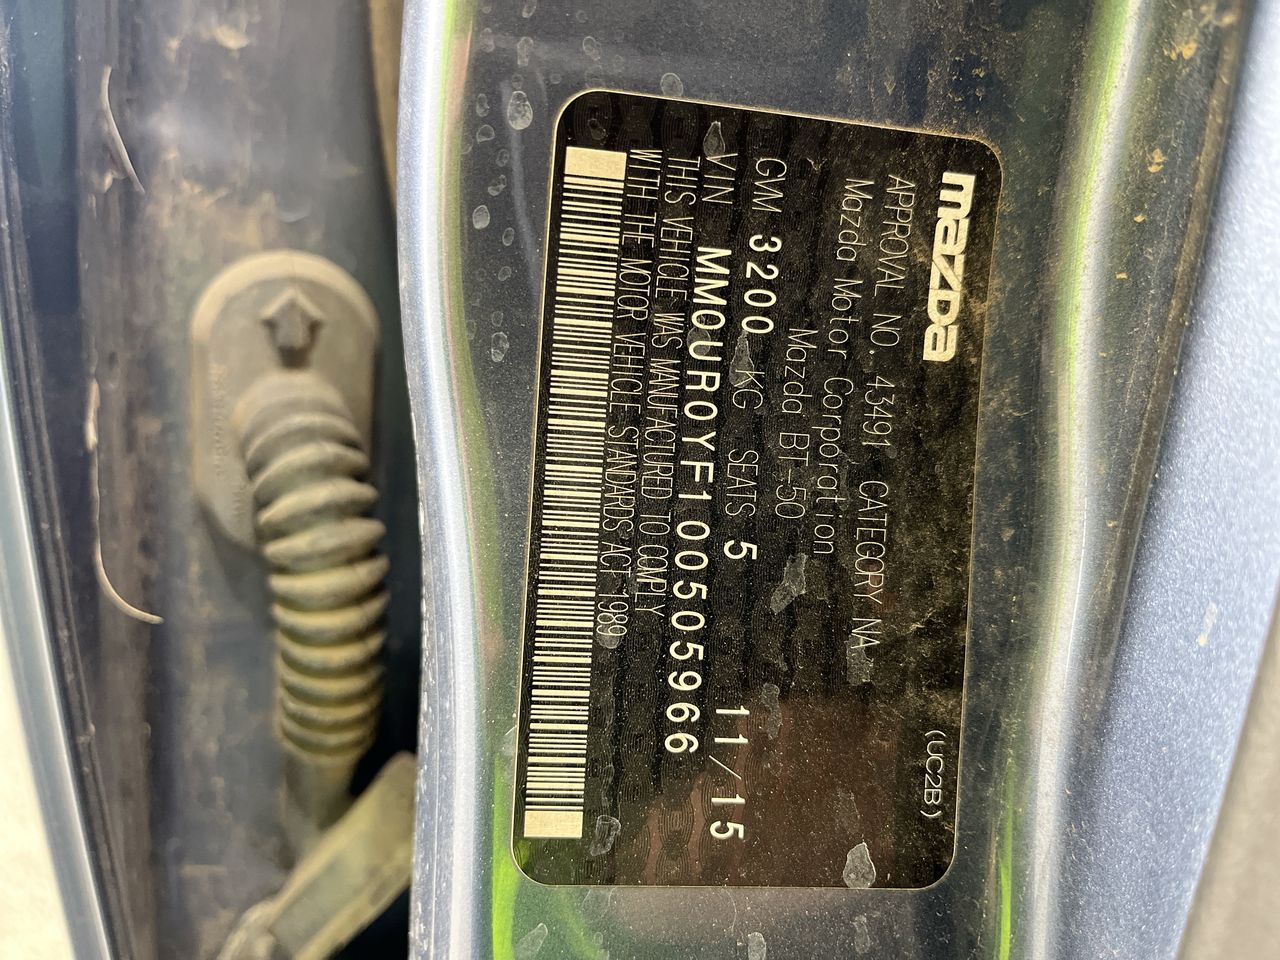 mazda
(UC2B)
APPROVAL NO. 43491 CATEGORY NA
Mazda Motor Corporation
Mazda BT-50
GVM 3200 KG SEATS 5 11/15
VIN MM0UR0YF100505966
THIS VEHICLE WAS MANUFACTURED TO COMPLY
WITH THE MOTOR VEHICLE STANDARDS ACT 1989